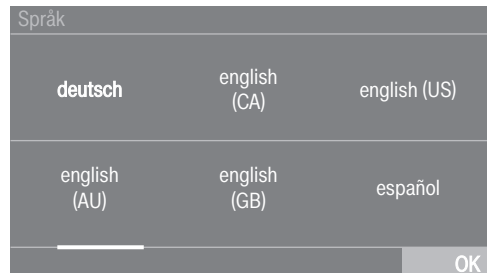 Språk
deutsch
english
(CA)
english (US)
english
(AU)
english
(GB)
español
OK